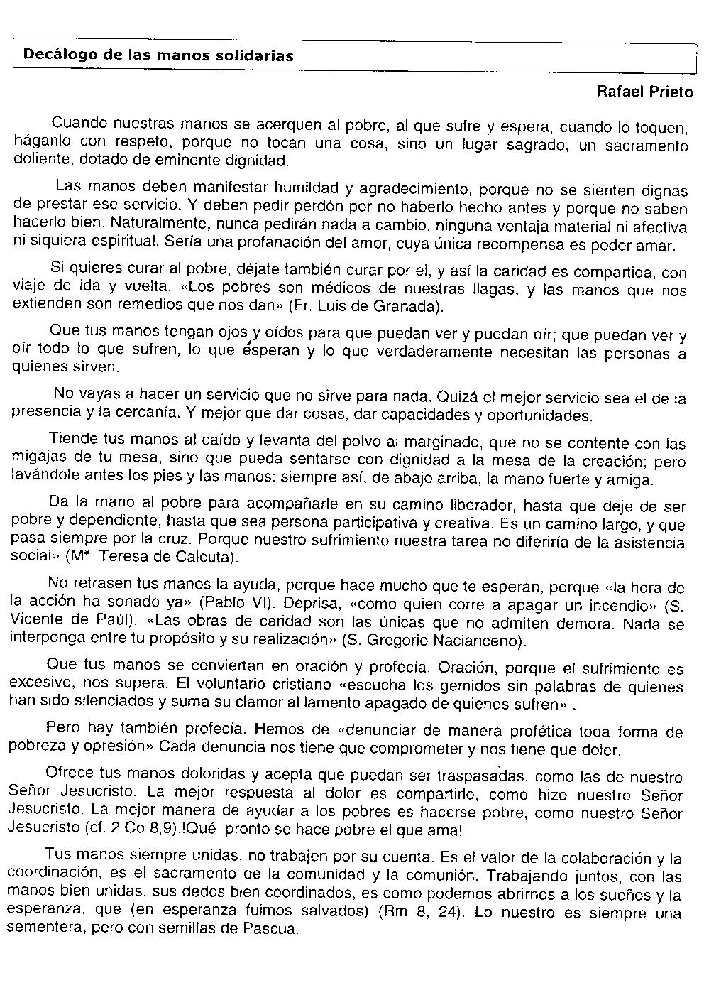 Decálogo de las manos solidarias
Rafael Prieto
Cuando nuestras manos se acerquen al pobre, al que sufre y espera, cuando lo toquen,
háganlo con respeto, porque no tocan una cosa, sino un lugar sagrado, un sacramento
doliente, dotado de eminente dignidad.
Las manos deben manifestar humildad y agradecimiento, porque no se sienten dignas
de prestar ese servicio. Y deben pedir perdón por no haberlo hecho antes y porque no saben
hacerlo bien. Naturalmente, nunca pedirán nada a cambio, ninguna ventaja material ni afectiva
ni siquiera espiritual. Sería una profanación del amor, cuya única recompensa es poder amar.
Si quieres curar al pobre, déjate también curar por el, y así la caridad es compartida, con
viaje de ida y vuelta. «Los pobres son médicos de nuestras llagas, y las manos que nos
extienden son remedios que nos dan» (Fr. Luis de Granada).
Que tus manos tengan ojos y oídos para que puedan ver y puedan oír; que puedan ver y
oír todo lo que sufren, lo que esperan y lo que verdaderamente necesitan las personas a
quienes sirven.
No vayas a hacer un servicio que no sirve para nada. Quizá el mejor servicio sea el de la
presencia y la cercanía. Y mejor que dar cosas, dar capacidades y oportunidades.
Tiende tus manos al caído y levanta del polvo al marginado, que no se contente con las
migajas de tu mesa, sino que pueda sentarse con dignidad a la mesa de la creación; pero
lavándole antes los pies y las manos: siempre así, de abajo arriba, la mano fuerte y amiga.
Da la mano al pobre para acompañarle en su camino liberador, hasta que deje de ser
pobre y dependiente, hasta que sea persona participativa y creativa. Es un camino largo, y que
pasa siempre por la cruz. Porque nuestro sufrimiento nuestra tarea no diferiría de la asistencia
social» (Mª Teresa de Calcuta).
No retrasen tus manos la ayuda, porque hace mucho que te esperan, porque «la hora de
la acción ha sonado ya» (Pablo VI). Deprisa, «como quien corre a apagar un incendio» (S.
Vicente de Paúl). «Las obras de caridad son las únicas que no admiten demora. Nada se
interponga entre tu propósito y su realización» (S. Gregorio Nacianceno).
Que tus manos se conviertan en oración y profecía. Oración, porque el sufrimiento es
excesivo, nos supera. El voluntario cristiano «escucha los gemidos sin palabras de quienes
han sido silenciados y suma su clamor al lamento apagado de quienes sufren» .
Pero hay también profecía. Hemos de «denunciar de manera profética toda forma de
pobreza y opresión» Cada denuncia nos tiene que comprometer y nos tiene que doler.
Ofrece tus manos doloridas y acepta que puedan ser traspasadas, como las de nuestro
Señor Jesucristo. La mejor respuesta al dolor es compartirlo, como hizo nuestro Señor
Jesucristo. La mejor manera de ayudar a los pobres es hacerse pobre, como nuestro Señor
Jesucristo (cf. 2 Co 8,9).!Qué pronto se hace pobre el que ama!
Tus manos siempre unidas, no trabajen por su cuenta. Es el valor de la colaboración y la
coordinación, es el sacramento de la comunidad y la comunión. Trabajando juntos, con las
manos bien unidas, sus dedos bien coordinados, es como podemos abrirnos a los sueños y la
esperanza, que (en esperanza fuimos salvados) (Rm 8, 24). Lo nuestro es siempre una
sementera, pero con semillas de Pascua.